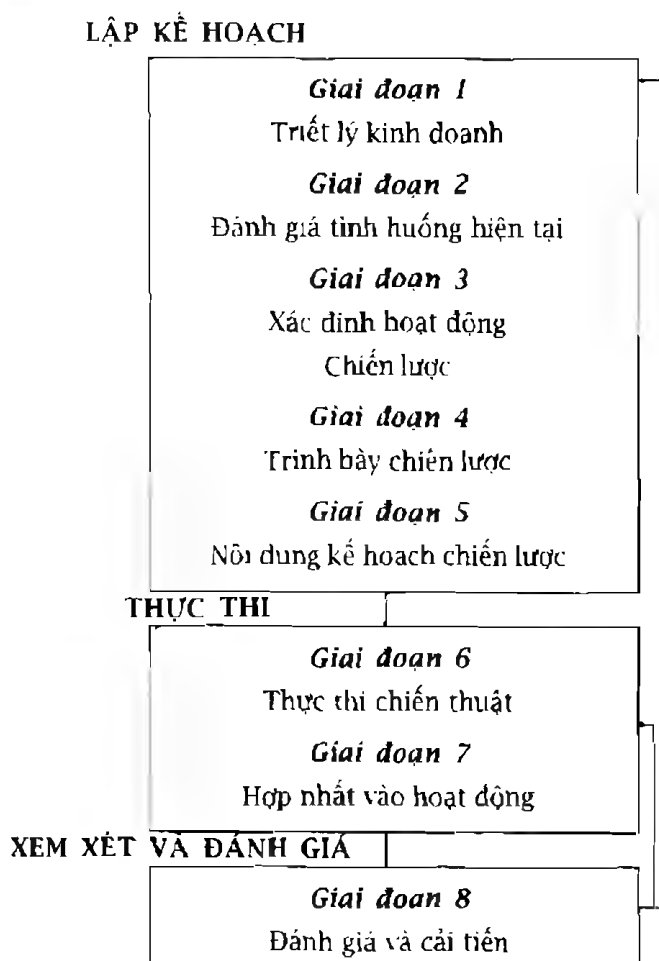 LẬP KẾ HOẠCH
Giai đoạn 1
Triết lý kinh doanh
Giai đoạn 2
Đánh giá tình huống hiện tại
Giai đoạn 3
Xác định hoạt động
Chiến lược
Giai đoạn 4
Trình bày chiến lược
Giai đoạn 5
Nội dung kế hoạch chiến lược
THỰC THI
Giai đoạn 6
Thực thi chiến thuật
Giai đoạn 7
Hợp nhất vào hoạt động
XEM XÉT VÀ ĐÁNH GIÁ
Giai đoạn 8
Đánh giá và cải tiến